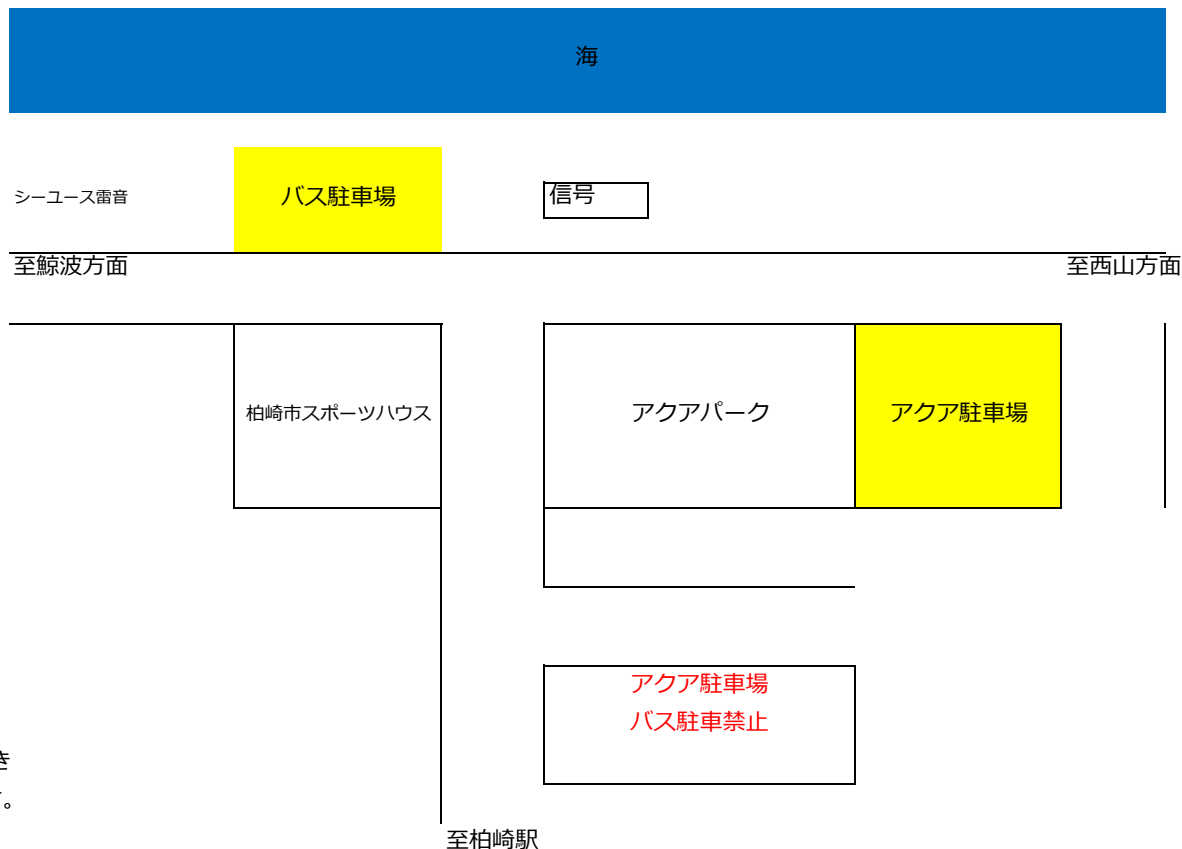 海
シーユース雷音
バス駐車場
信号
至鯨波方面
至西山方面
柏崎市スポーツハウス
アクアパーク
アクア駐車場
アクア駐車場
バス駐車禁止
き
。
至柏崎駅